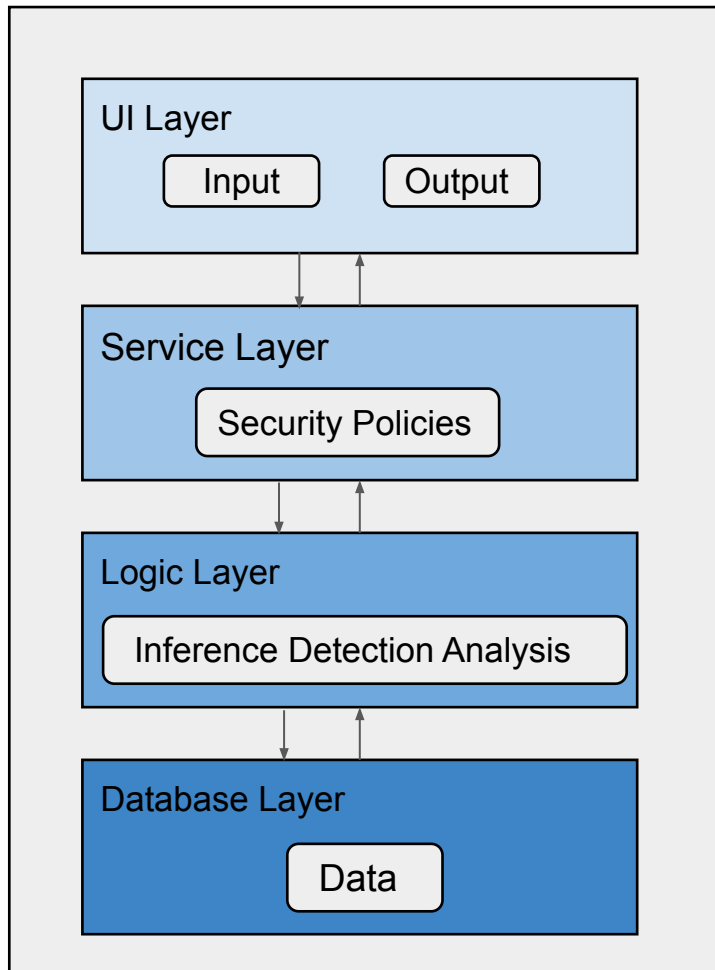 UI Layer
Input
Output
Service Layer
Security Policies
Logic Layer
Inference Detection Analysis
Database Layer
Data